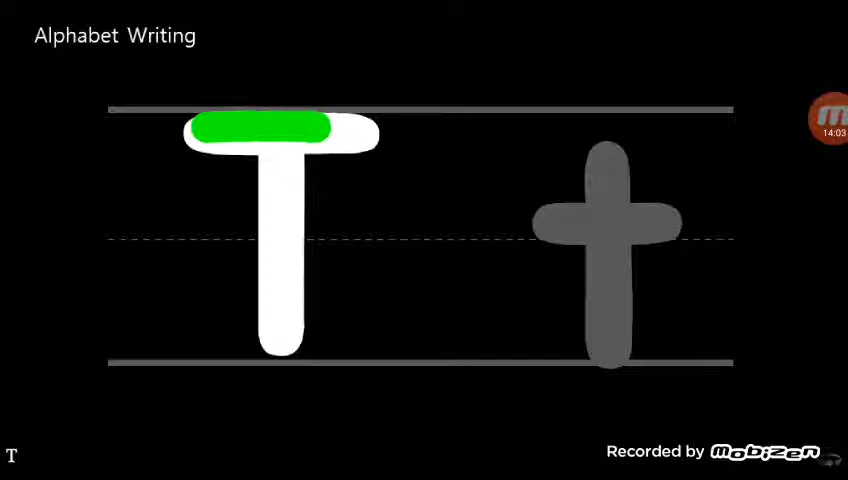 Alphabet Writing
14:03
T t
T
Recorded by mobizen